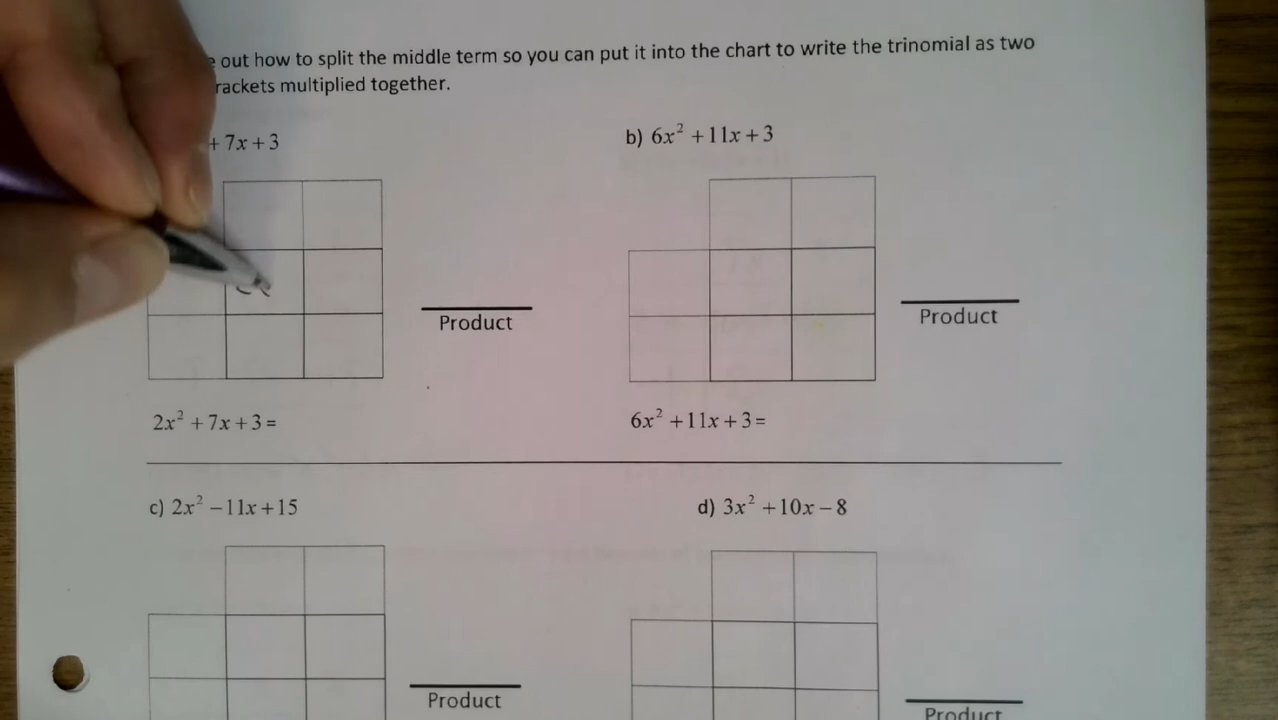 out how to split the middle term so you can put it into the chart to write the trinomial as two
rackets multiplied together.
+ 7x + 3
b) 6x² + 11x + 3
Product
Product
2x² + 7x + 3 =
6x² + 11x + 3 =
c) 2x² − 11x + 15
d) 3x² + 10x − 8
Product
Product